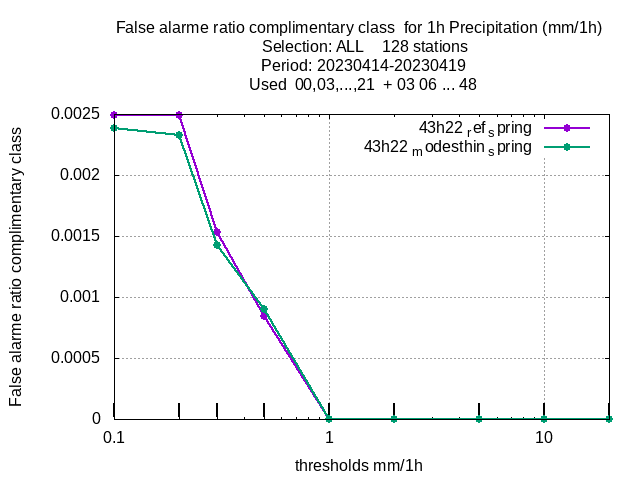 False alarme ratio complimentary class  for 1h Precipitation (mm/1h)
Selection: ALL    128 stations
Period: 20230414-20230419
Used  00,03,...,21  + 03 06 ... 48
False alarme ratio complimentary class
0.0025
0.002
0.0015
0.001
0.0005
0
43h22 ref spring
43h22 modesthin spring
0.1
1
10
thresholds mm/1h